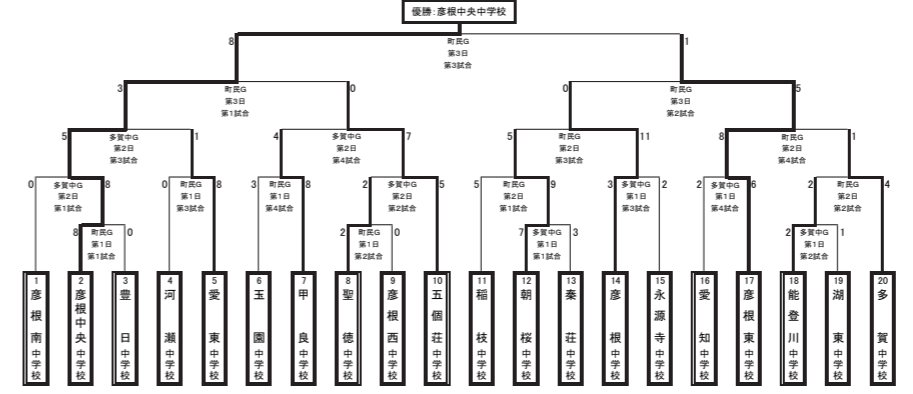 優勝:彦根中央中学校
8 町民G 1
第3日
第3試合
3 町民G 0
第3日
第1試合
0 町民G 5
第3日
第2試合
5 多賀中G 1
第2日
第3試合
4 多賀中G 7
第2日
第4試合
5 町民G 11
第2日
第3試合
8 町民G 1
第2日
第4試合
0 多賀中G 8
第2日
第1試合
0 町民G 8
第1日
第3試合
3 町民G 8
第1日
第4試合
2 多賀中G 5
第2日
第2試合
5 町民G 9
第2日
第1試合
3 多賀中G 2
第1日
第3試合
2 多賀中G 6
第1日
第4試合
2 町民G 4
第2日
第2試合
8 町民G 0
第1日
第1試合
2 町民G 0
第1日
第2試合
7 多賀中G 3
第1日
第1試合
2 多賀中G 1
第1日
第2試合
1 彦根南中学校
2 彦根中央中学校
3 豊日中学校
4 河瀬中学校
5 愛東中学校
6 玉園中学校
7 甲良中学校
8 聖徳中学校
9 彦根西中学校
10 五個荘中学校
11 稲枝中学校
12 朝桜中学校
13 秦荘中学校
14 彦根中学校
15 永源寺中学校
16 愛知中学校
17 彦根東中学校
18 能登川中学校
19 湖東中学校
20 多賀中学校